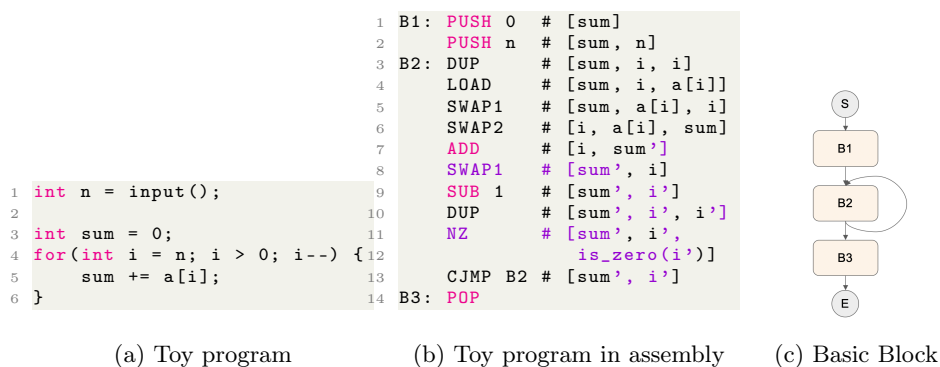 1 int n = input();
2
3 int sum = 0;
4 for(int i = n; i > 0; i--) {
5     sum += a[i];
6 }
(a) Toy program
1 B1: PUSH 0  # [sum]
2     PUSH n  # [sum, n]
3 B2: DUP     # [sum, i, i]
4     LOAD    # [sum, i, a[i]]
5     SWAP1   # [sum, a[i], i]
6     SWAP2   # [i, a[i], sum]
7     ADD     # [i, sum']
8     SWAP1   # [sum', i]
9     SUB 1   # [sum', i']
10     DUP     # [sum', i', i']
11     NZ      # [sum', i',
12                is_zero(i')]
13     CJMP B2 # [sum', i']
14 B3: POP
(b) Toy program in assembly
S
B1
B2
B3
E
(c) Basic Block